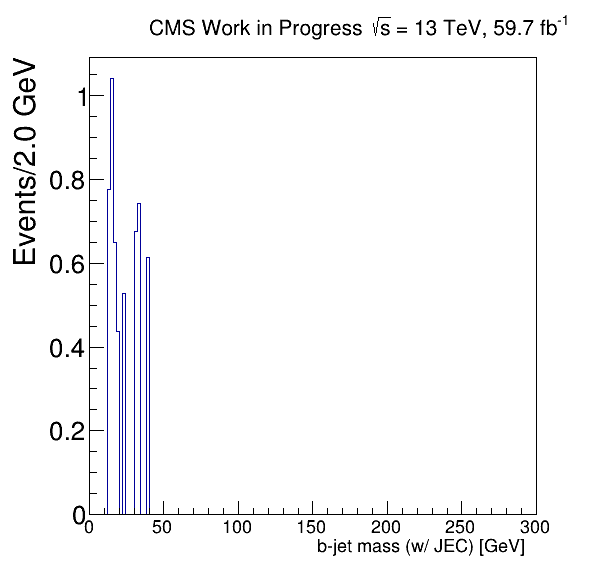 CMS Work in Progress √s = 13 TeV, 59.7 fb⁻¹
Events/2.0 GeV
1
0.8
0.6
0.4
0.2
0
0 50 100 150 200 250 300
b-jet mass (w/ JEC) [GeV]